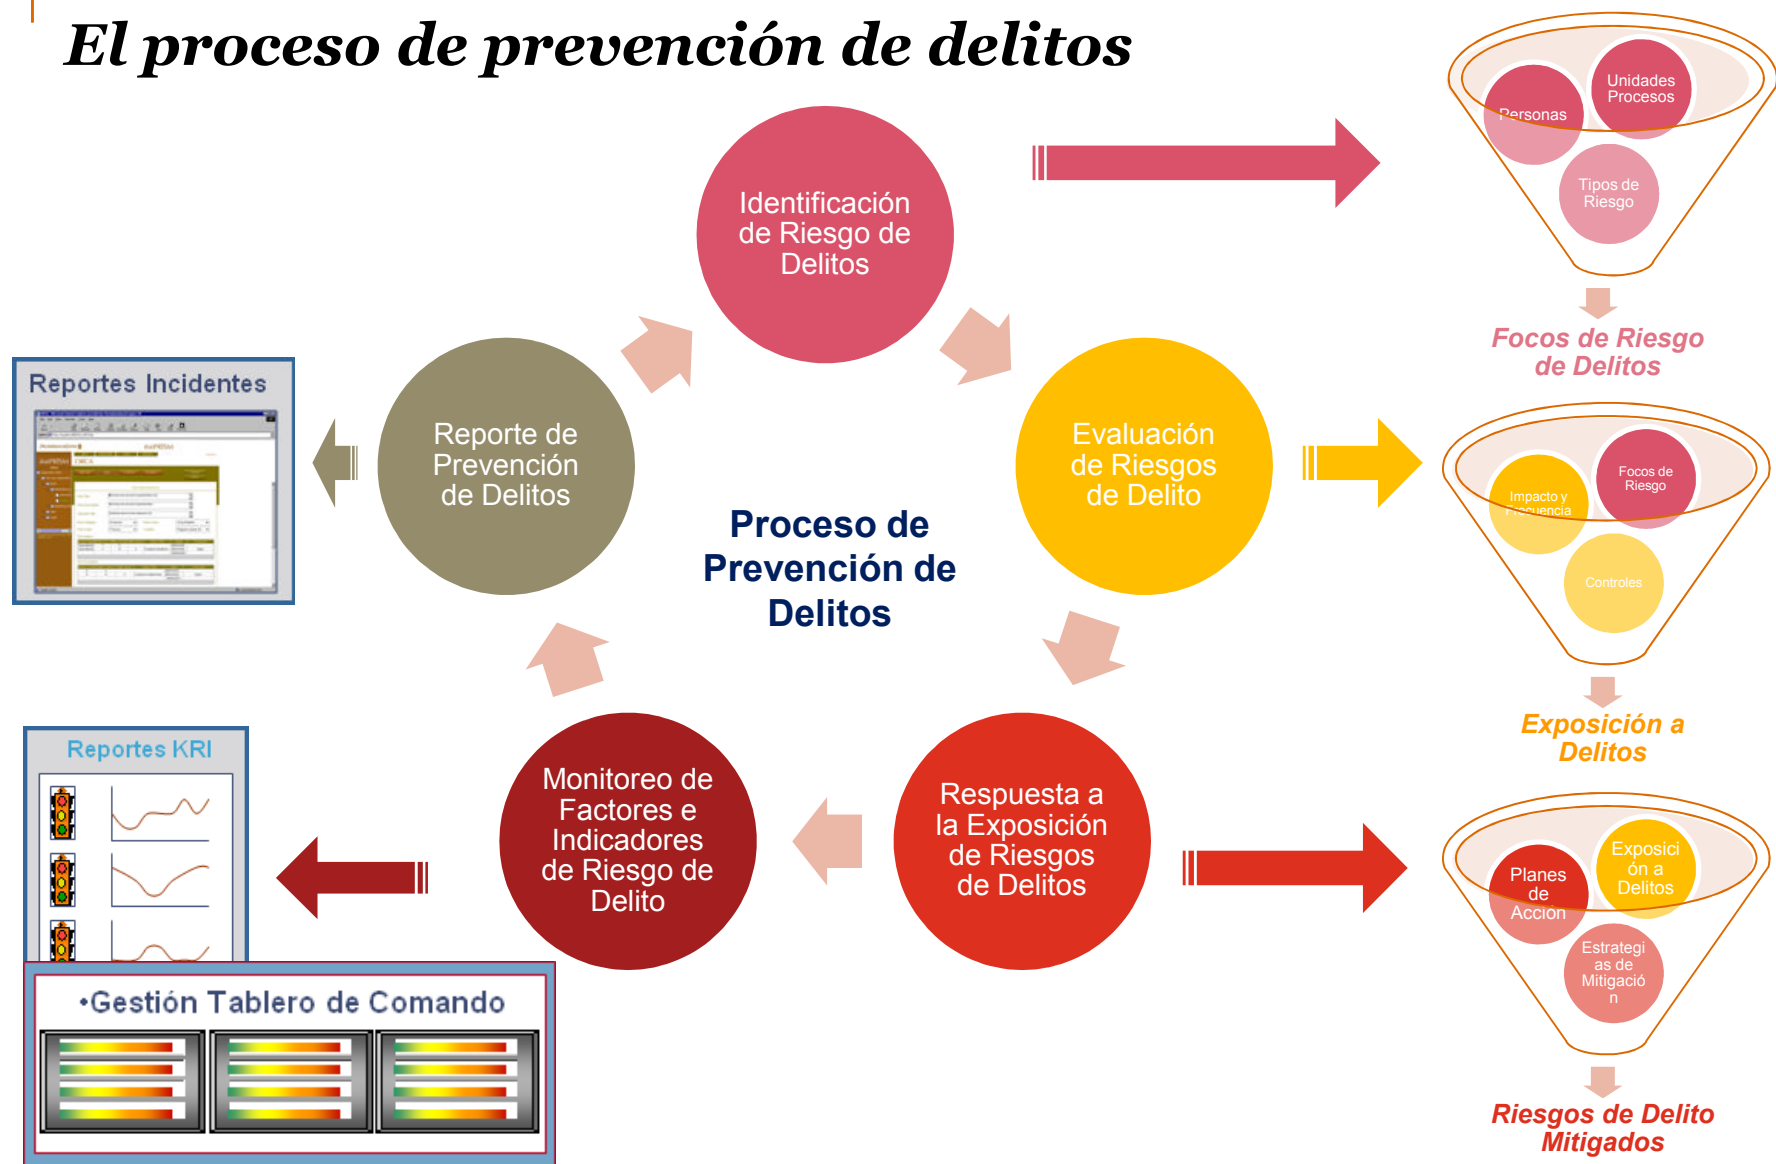 El proceso de prevención de delitos
Identificación
de Riesgo de
Delitos
Unidades
Procesos
Personas
Tipos de
Riesgo
Focos de Riesgo
de Delitos
Evaluación
de Riesgos
de Delito
Focos de
Riesgo
Impacto y
Frecuencia
Controles
Exposición a
Delitos
Respuesta a
la Exposición
de Riesgos
de Delitos
Exposici
ón a
Delitos
Planes
de
Acción
Estrategi
as de
Mitigació
n
Riesgos de Delito
Mitigados
Monitoreo de
Factores e
Indicadores
de Riesgo de
Delito
Reportes KRI
•Gestión Tablero de Comando
Reporte de
Prevención
de Delitos
Reportes Incidentes
Proceso de
Prevención de
Delitos